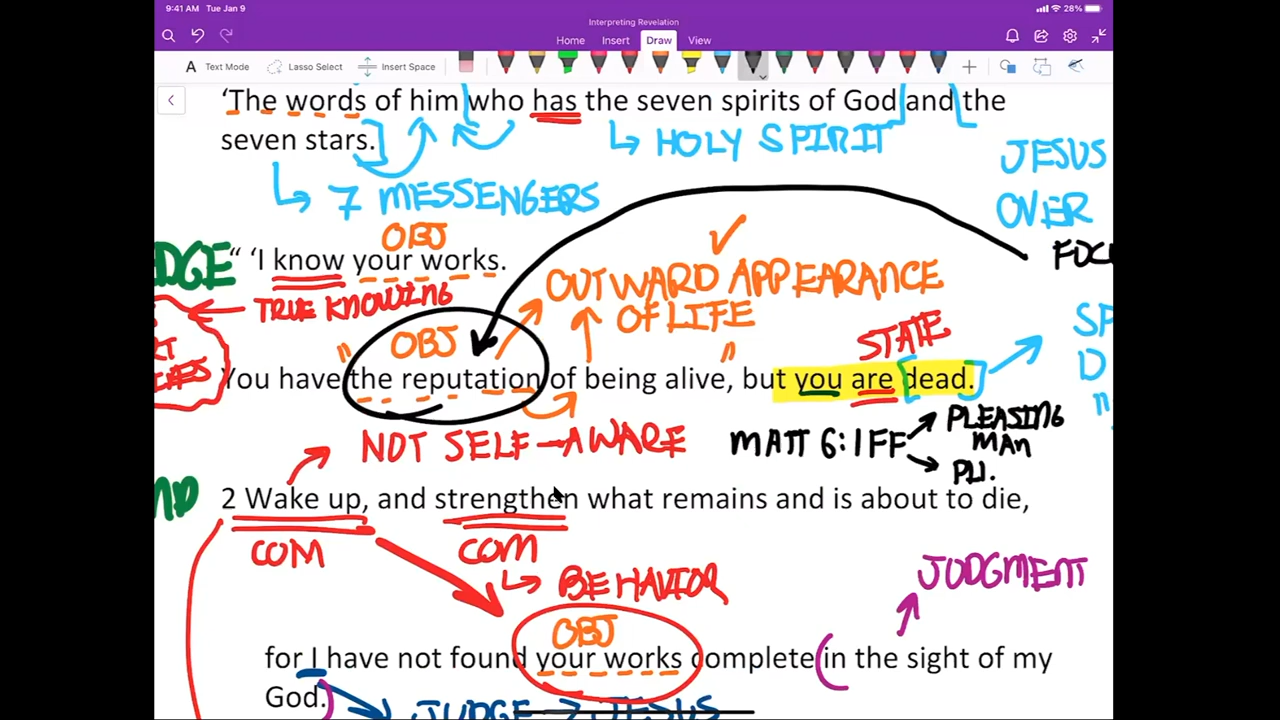 9:41 AM Tue Jan 9
28%
Interpreting Revelation
Home Insert Draw View
Text Mode Lasso Select Insert Space
‘The words of him who has the seven spirits of God and the
seven stars.
HOLY SPIRIT
7 MESSENGERS
JESUS
OVER
OBJ
“ ‘I know your works.
TRUE KNOWING
OUTWARD APPEARANCE
OF LIFE
OBJ
STATE
You have the reputation of being alive, but you are dead.
NOT SELF-AWARE
MATT 6:1FF
PLEASING
MAN
PLI.
2 Wake up, and strengthen what remains and is about to die,
COM
COM
BEHAVIOR
JUDGMENT
OBJ
for I have not found your works complete in the sight of my
God.
JUDGE → JESUS